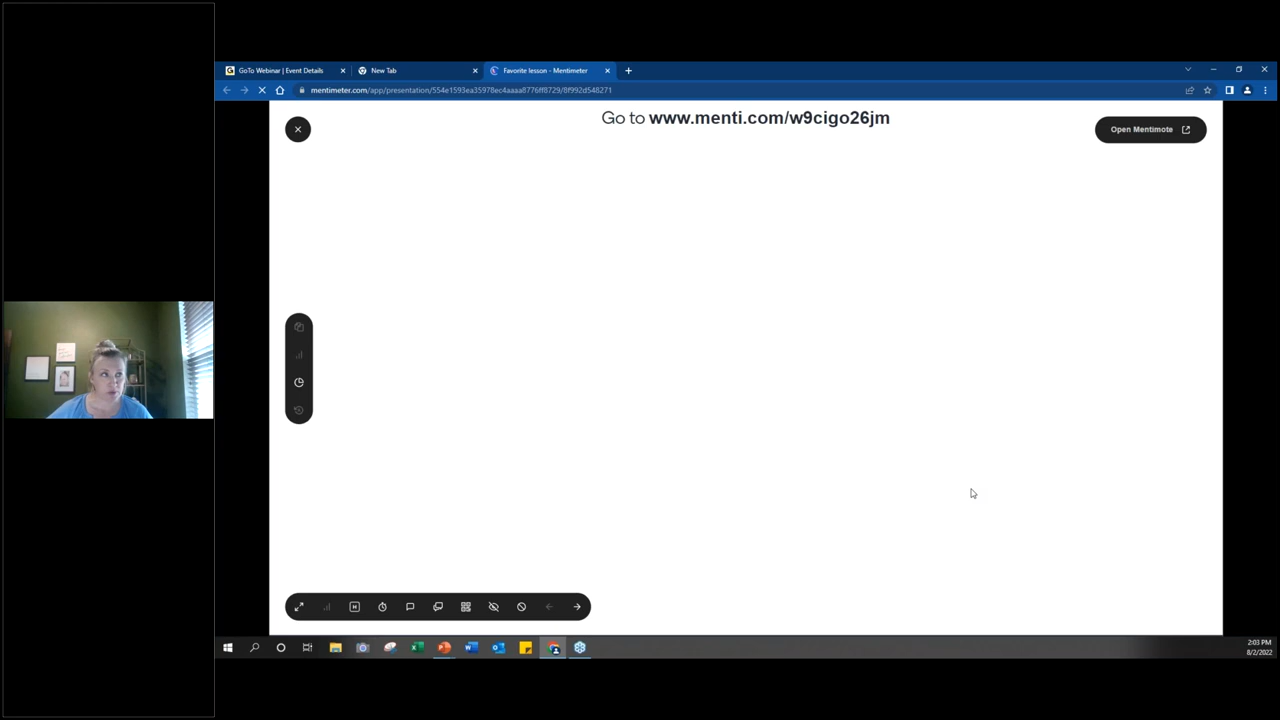 GoTo Webinar | Event Details
New Tab
Favorite lesson - Mentimeter
mentimeter.com/app/presentation/554e1593ea35978ec4aaaa8776ff8729/8f992d548271
Go to www.menti.com/w9cigo26jm
Open Mentimote
H
2:03 PM
8/2/2022